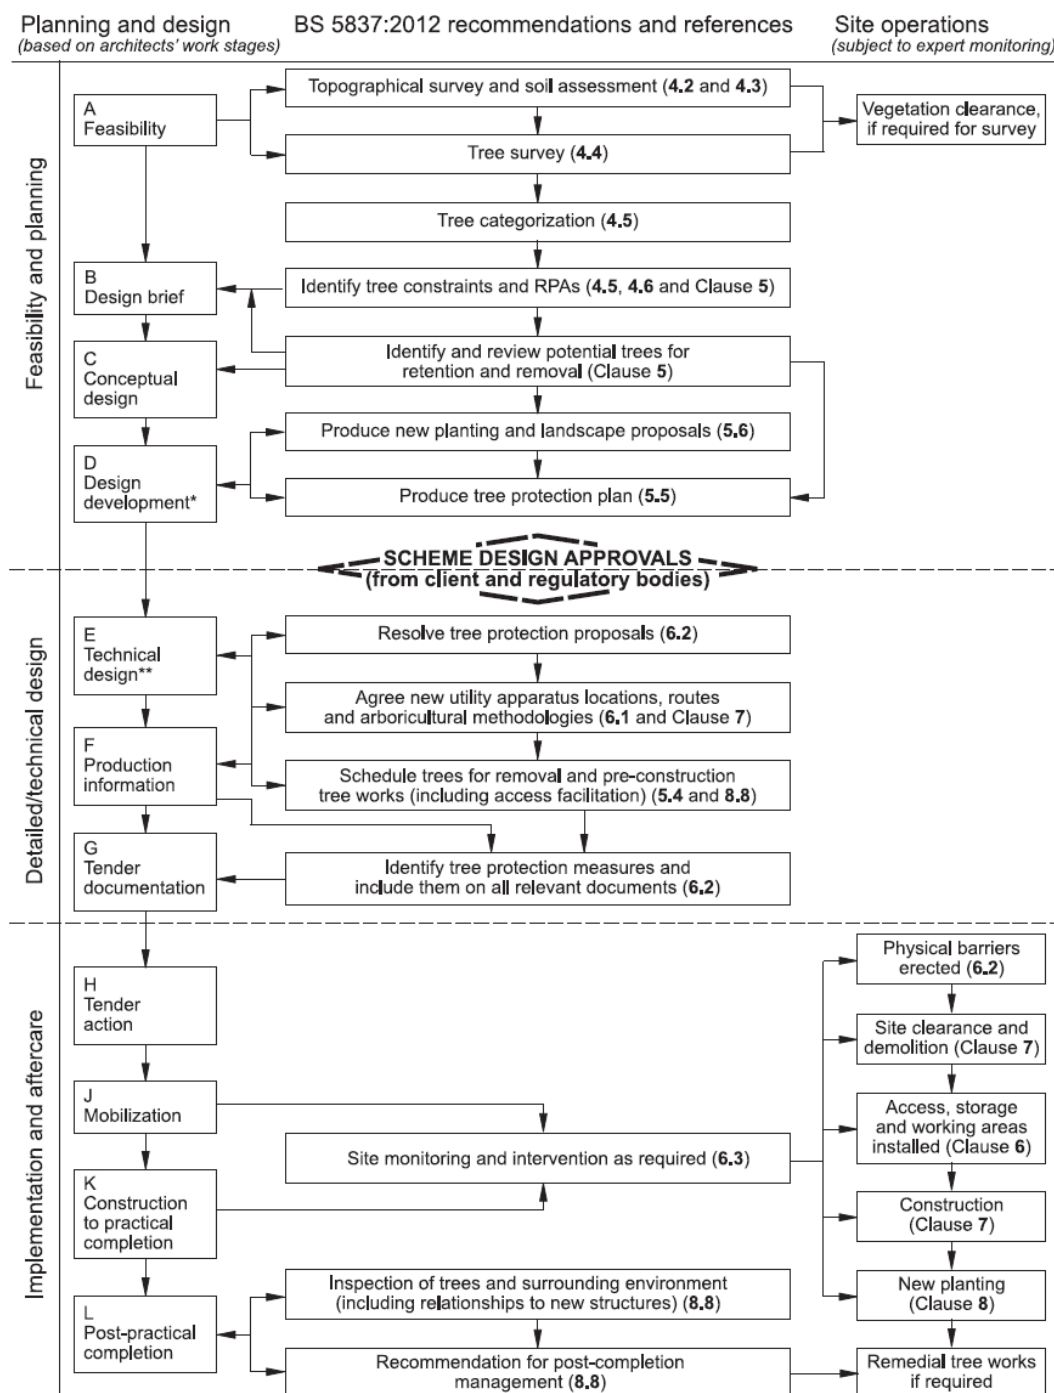 Planning and design
(based on architects' work stages)
BS 5837:2012 recommendations and references
Site operations
(subject to expert monitoring)
Feasibility and planning
A
Feasibility
Topographical survey and soil assessment (4.2 and 4.3)
Vegetation clearance,
if required for survey
Tree survey (4.4)
Tree categorization (4.5)
B
Design brief
Identify tree constraints and RPAs (4.5, 4.6 and Clause 5)
C
Conceptual
design
Identify and review potential trees for
retention and removal (Clause 5)
Produce new planting and landscape proposals (5.6)
D
Design
development*
Produce tree protection plan (5.5)
SCHEME DESIGN APPROVALS
(from client and regulatory bodies)
Detailed/technical design
E
Technical
design**
Resolve tree protection proposals (6.2)
Agree new utility apparatus locations, routes
and arboricultural methodologies (6.1 and Clause 7)
F
Production
information
Schedule trees for removal and pre-construction
tree works (including access facilitation) (5.4 and 8.8)
G
Tender
documentation
Identify tree protection measures and
include them on all relevant documents (6.2)
Implementation and aftercare
H
Tender
action
Physical barriers
erected (6.2)
Site clearance and
demolition (Clause 7)
J
Mobilization
Access, storage
and working areas
installed (Clause 6)
Site monitoring and intervention as required (6.3)
K
Construction
to practical
completion
Construction
(Clause 7)
L
Post-practical
completion
Inspection of trees and surrounding environment
(including relationships to new structures) (8.8)
New planting
(Clause 8)
Recommendation for post-completion
management (8.8)
Remedial tree works
if required